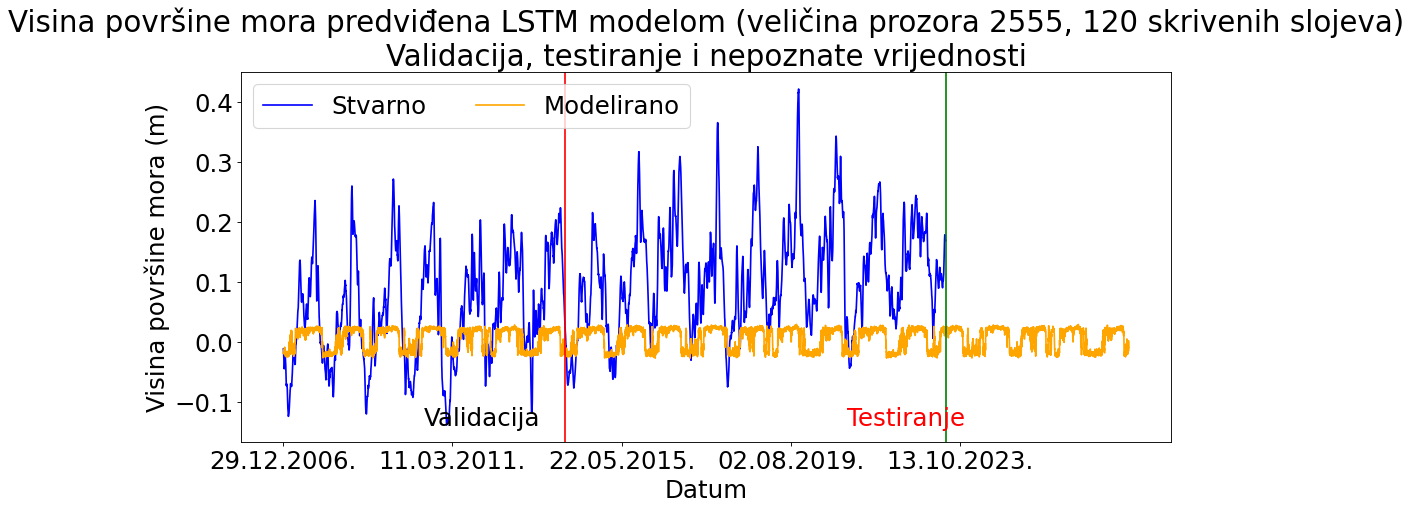 Visina površine mora predviđena LSTM modelom (veličina prozora 2555, 120 skrivenih slojeva)
Validacija, testiranje i nepoznate vrijednosti
Stvarno
Modelirano
Visina površine mora (m)
0.4
0.3
0.2
0.1
0.0
−0.1
Validacija
Testiranje
29.12.2006.
11.03.2011.
22.05.2015.
02.08.2019.
13.10.2023.
Datum